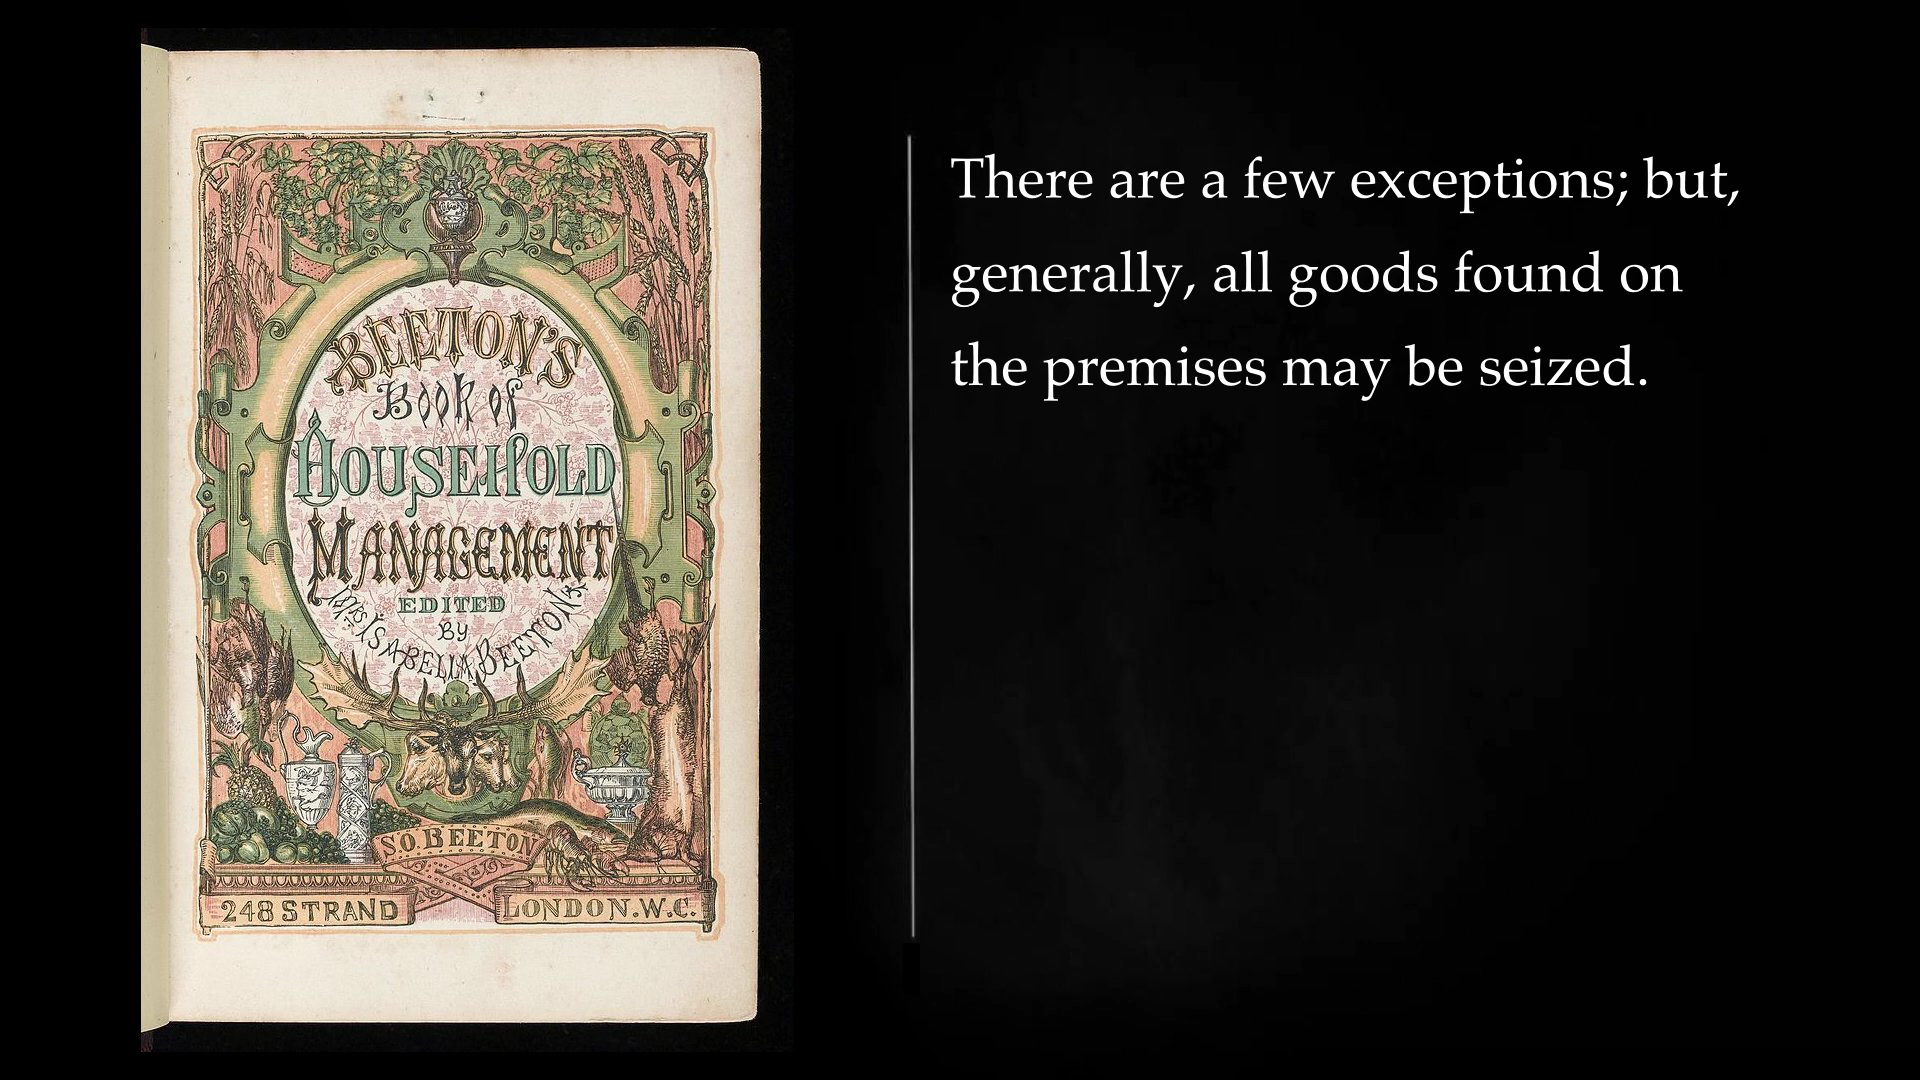 BEETON'S
BOOK OF
HOUSEHOLD
MANAGEMENT
EDITED
BY
MRS ISABELLA BEETON
S.O. BEETON
248 STRAND
LONDON. W.C.
There are a few exceptions; but,
generally, all goods found on
the premises may be seized.